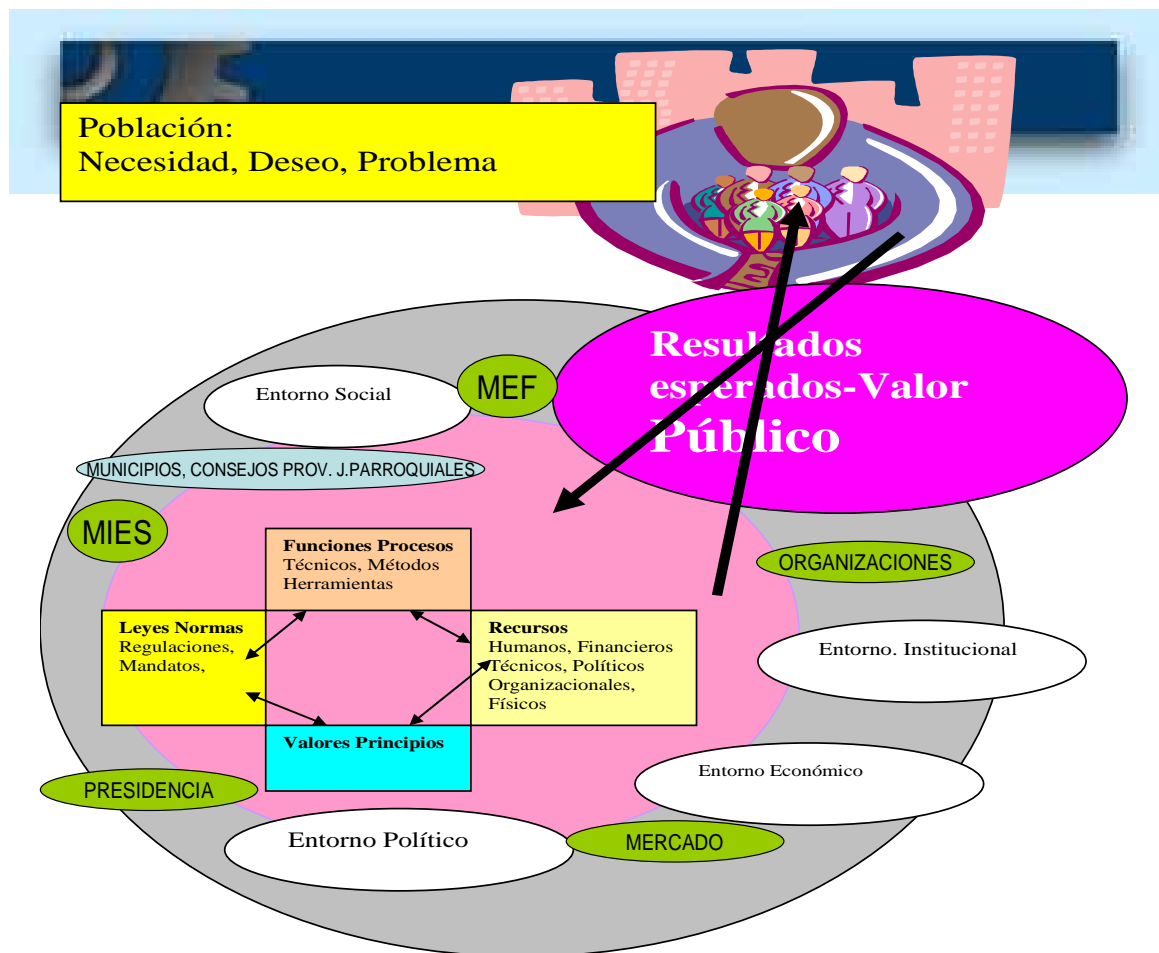 Población:
Necesidad, Deseo, Problema
Resultados
esperados-Valor
Público
Entorno Social
MEF
MUNICIPIOS, CONSEJOS PROV. J.PARROQUIALES
MIES
Funciones Procesos
Técnicos, Métodos
Herramientas
ORGANIZACIONES
Leyes Normas
Regulaciones,
Mandatos,
Recursos
Humanos, Financieros
Técnicos, Políticos
Organizacionales,
Físicos
Entorno. Institucional
Valores Principios
Entorno Económico
PRESIDENCIA
Entorno Político
MERCADO